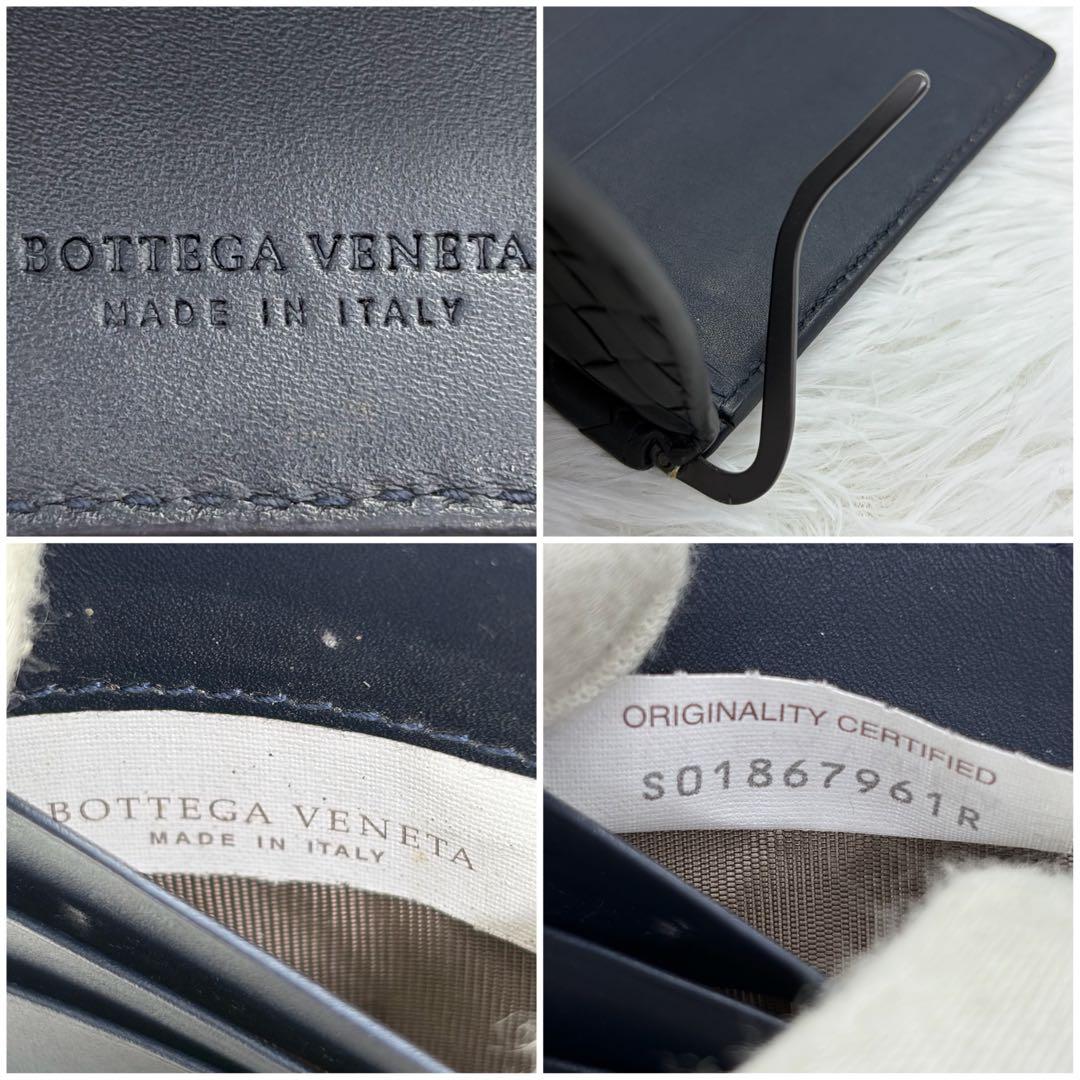 BOTTEGA VENETA
MADE IN ITALY
BOTTEGA VENETA
MADE IN ITALY
ORIGINALITY CERTIFIED
S01867961R